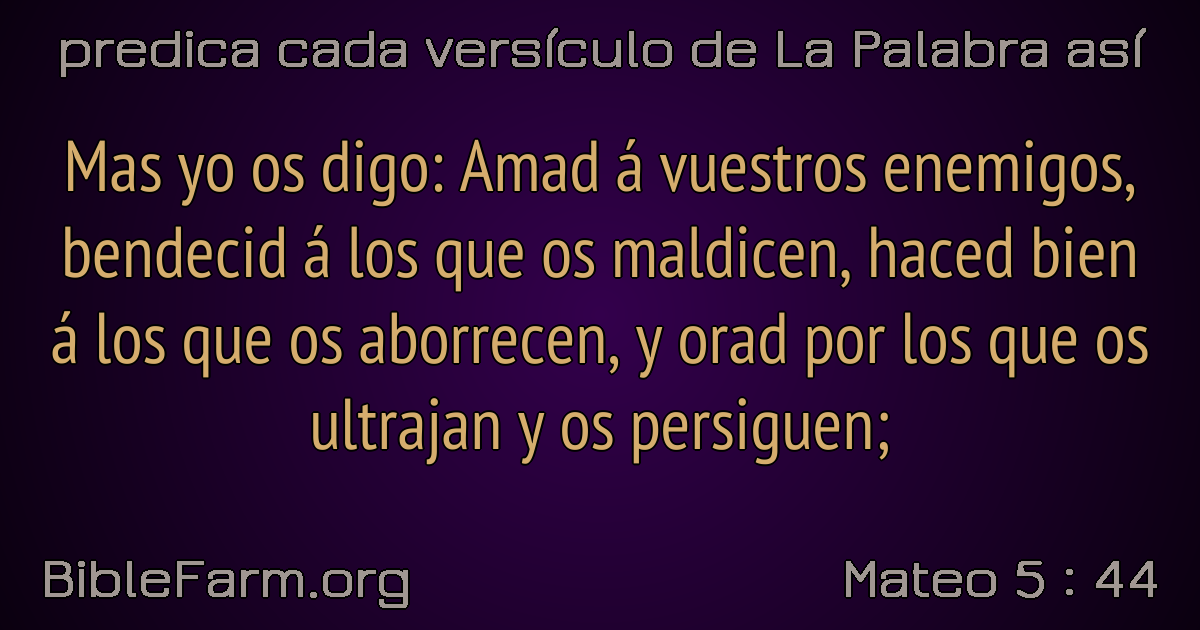 predica cada versículo de La Palabra así
Mas yo os digo: Amad á vuestros enemigos,
bendecid á los que os maldicen, haced bien
á los que os aborrecen, y orad por los que os
ultrajan y os persiguen;
BibleFarm.org
Mateo 5 : 44